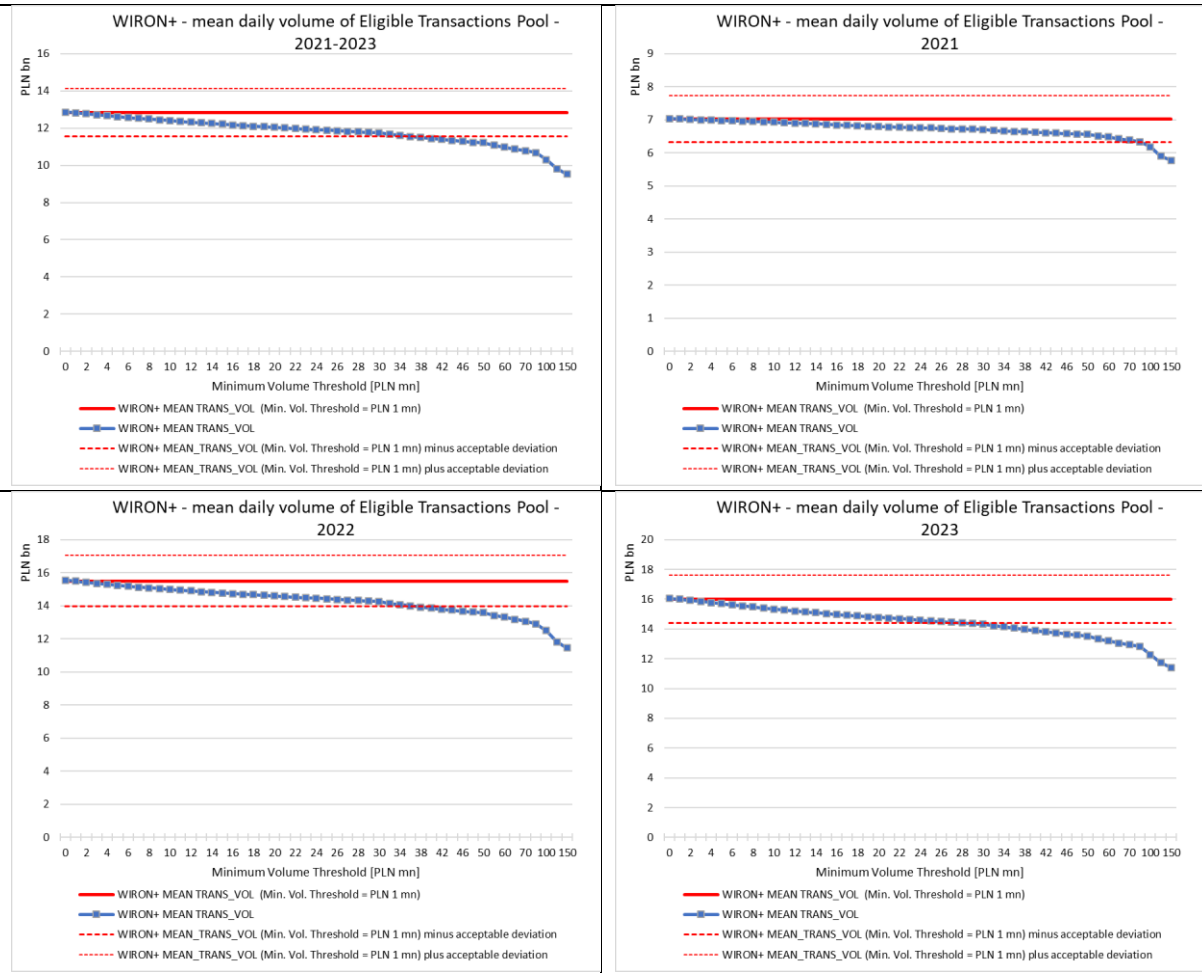 WIRON+ - mean daily volume of Eligible Transactions Pool -
2021-2023
PLN bn
16
14
12
10
8
6
4
2
0
0 2 4 6 8 10 12 14 16 18 20 22 24 26 28 30 34 38 42 46 50 60 70 100 150
Minimum Volume Threshold [PLN mn]
WIRON+ MEAN TRANS_VOL (Min. Vol. Threshold = PLN 1 mn)
WIRON+ MEAN TRANS_VOL
WIRON+ MEAN_TRANS_VOL (Min. Vol. Threshold = PLN 1 mn) minus acceptable deviation
WIRON+ MEAN_TRANS_VOL (Min. Vol. Threshold = PLN 1 mn) plus acceptable deviation
WIRON+ - mean daily volume of Eligible Transactions Pool -
2021
PLN bn
9
8
7
6
5
4
3
2
1
0
0 2 4 6 8 10 12 14 16 18 20 22 24 26 28 30 34 38 42 46 50 60 70 100 150
Minimum Volume Threshold [PLN mn]
WIRON+ MEAN TRANS_VOL (Min. Vol. Threshold = PLN 1 mn)
WIRON+ MEAN TRANS_VOL
WIRON+ MEAN_TRANS_VOL (Min. Vol. Threshold = PLN 1 mn) minus acceptable deviation
WIRON+ MEAN_TRANS_VOL (Min. Vol. Threshold = PLN 1 mn) plus acceptable deviation
WIRON+ - mean daily volume of Eligible Transactions Pool -
2022
PLN bn
18
16
14
12
10
8
6
4
2
0
0 2 4 6 8 10 12 14 16 18 20 22 24 26 28 30 34 38 42 46 50 60 70 100 150
Minimum Volume Threshold [PLN mn]
WIRON+ MEAN TRANS_VOL (Min. Vol. Threshold = PLN 1 mn)
WIRON+ MEAN TRANS_VOL
WIRON+ MEAN_TRANS_VOL (Min. Vol. Threshold = PLN 1 mn) minus acceptable deviation
WIRON+ MEAN_TRANS_VOL (Min. Vol. Threshold = PLN 1 mn) plus acceptable deviation
WIRON+ - mean daily volume of Eligible Transactions Pool -
2023
PLN bn
20
18
16
14
12
10
8
6
4
2
0
0 2 4 6 8 10 12 14 16 18 20 22 24 26 28 30 34 38 42 46 50 60 70 100 150
Minimum Volume Threshold [PLN mn]
WIRON+ MEAN TRANS_VOL (Min. Vol. Threshold = PLN 1 mn)
WIRON+ MEAN TRANS_VOL
WIRON+ MEAN_TRANS_VOL (Min. Vol. Threshold = PLN 1 mn) minus acceptable deviation
WIRON+ MEAN_TRANS_VOL (Min. Vol. Threshold = PLN 1 mn) plus acceptable deviation